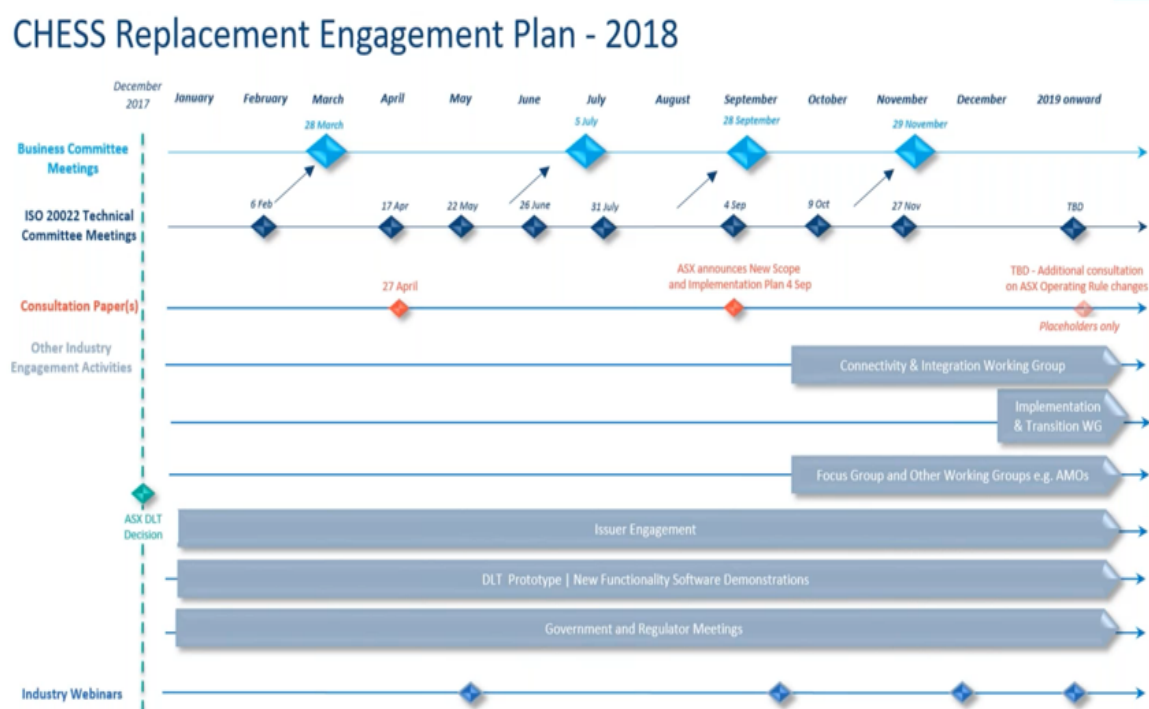 CHESS Replacement Engagement Plan - 2018
December
2017
January February March April May June July August September October November December 2019 onward
28 March 5 July 28 September 29 November
Business Committee
Meetings
6 Feb 17 Apr 22 May 26 June 31 July 4 Sep 9 Oct 27 Nov TBD
ISO 20022 Technical
Committee Meetings
ASX announces New Scope
and Implementation Plan 4 Sep
TBD - Additional consultation
on ASX Operating Rule changes
27 April
Consultation Paper(s)
Placeholders only
Other Industry
Engagement Activities
Connectivity & Integration Working Group
Implementation
& Transition WG
Focus Group and Other Working Groups e.g. AMOs
ASX DLT
Decision
Issuer Engagement
DLT Prototype | New Functionality Software Demonstrations
Government and Regulator Meetings
Industry Webinars